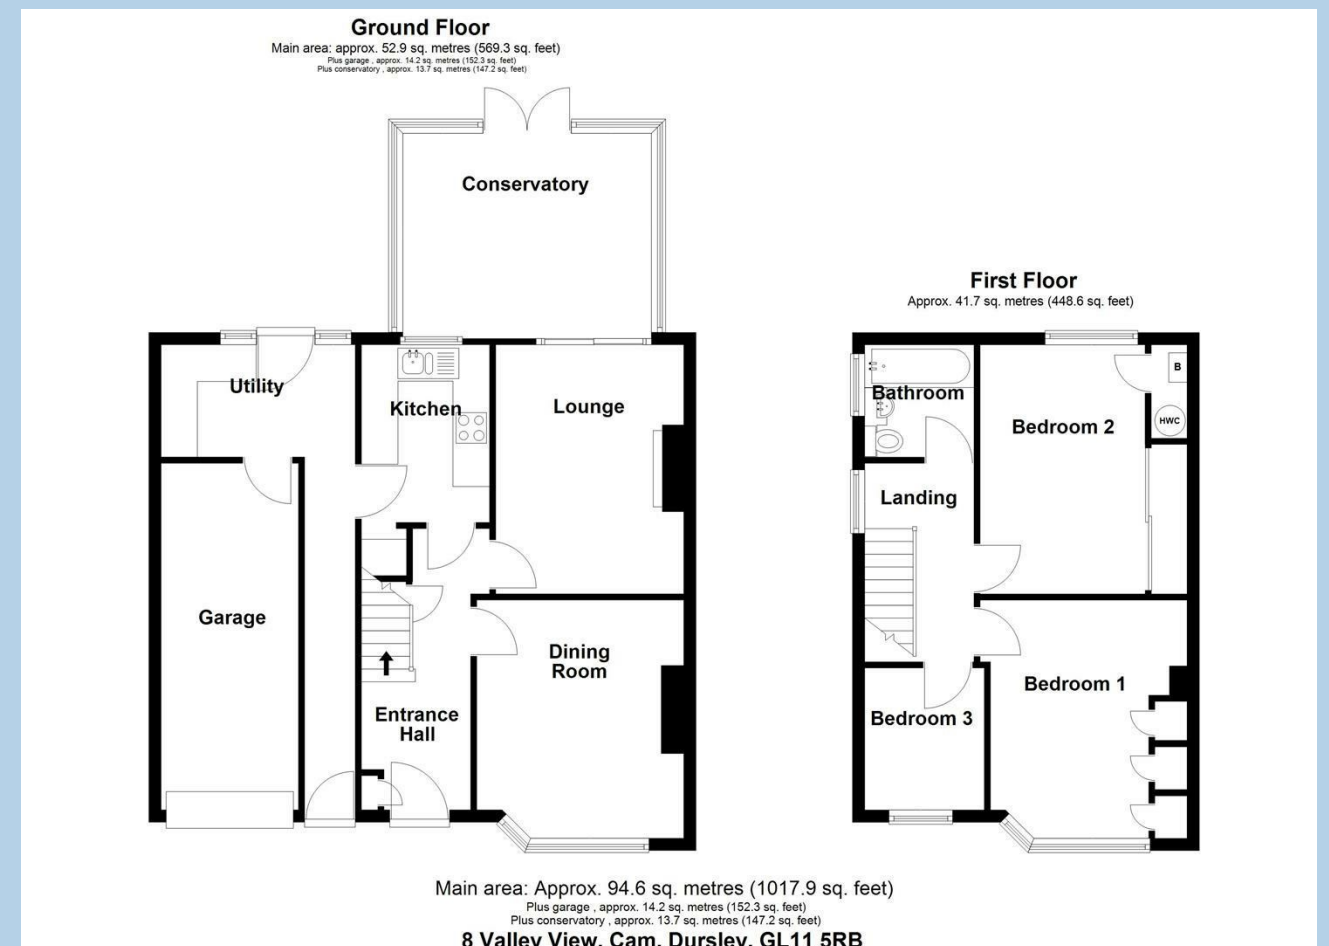 Ground Floor
Main area: approx. 52.9 sq. metres (569.3 sq. feet)
Plus garage , approx. 14.2 sq. metres (152.3 sq. feet)
Plus conservatory , approx. 13.7 sq. metres (147.2 sq. feet)
Conservatory
First Floor
Approx. 41.7 sq. metres (448.6 sq. feet)
Utility
Kitchen
Lounge
Bathroom
B
HWC
Bedroom 2
Landing
Garage
Dining
Room
Entrance
Hall
Bedroom 1
Bedroom 3
Main area: Approx. 94.6 sq. metres (1017.9 sq. feet)
Plus garage , approx. 14.2 sq. metres (152.3 sq. feet)
Plus conservatory , approx. 13.7 sq. metres (147.2 sq. feet)
8 Valley View, Cam, Dursley, GL11 5RB